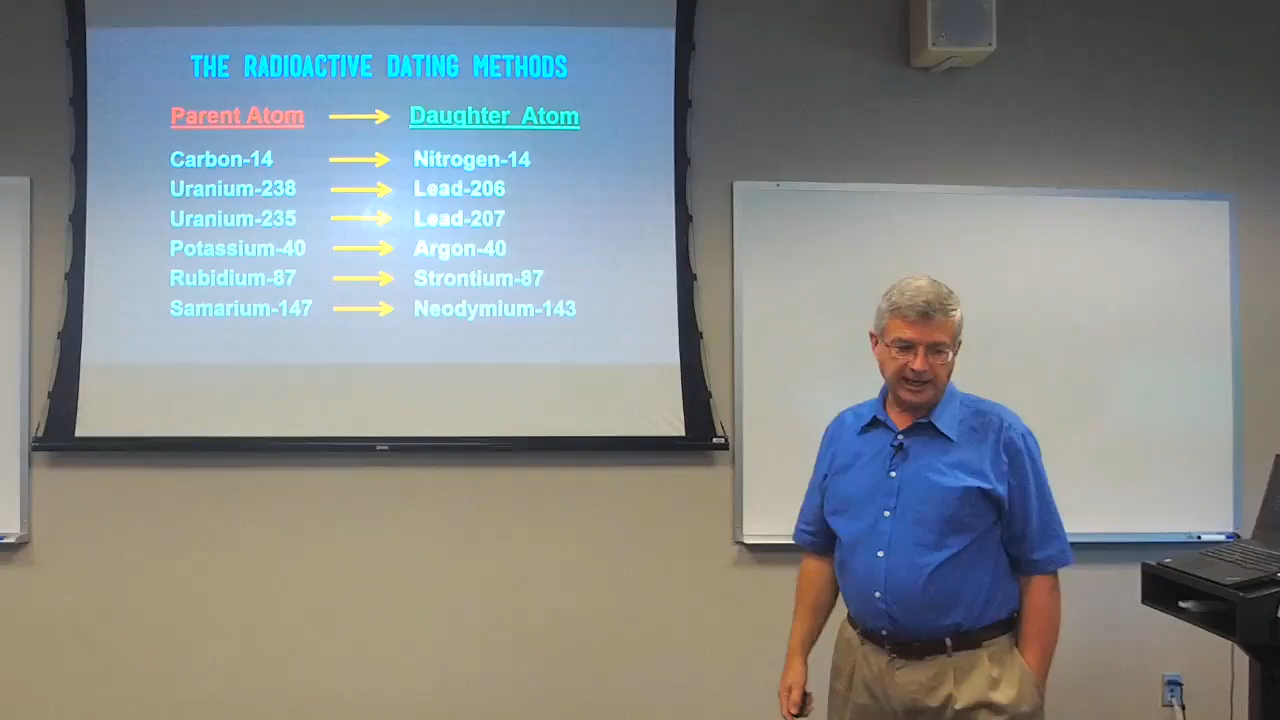 THE RADIOACTIVE DATING METHODS
Parent Atom → Daughter Atom
Carbon-14 → Nitrogen-14
Uranium-238 → Lead-206
Uranium-235 → Lead-207
Potassium-40 → Argon-40
Rubidium-87 → Strontium-87
Samarium-147 → Neodymium-143